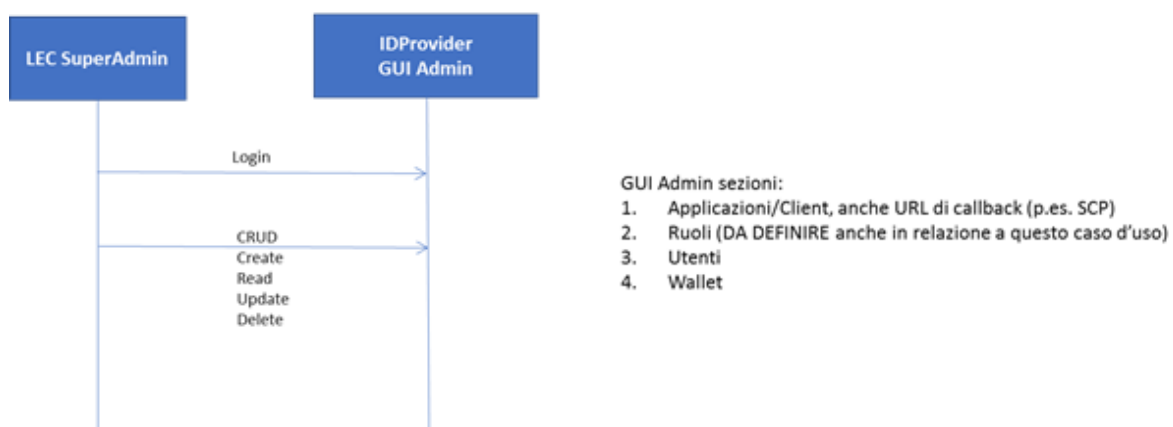 LEC SuperAdmin
IDProvider
GUI Admin
Login
CRUD
Create
Read
Update
Delete
GUI Admin sezioni:
1. Applicazioni/Client, anche URL di callback (p.es. SCP)
2. Ruoli (DA DEFINIRE anche in relazione a questo caso d'uso)
3. Utenti
4. Wallet